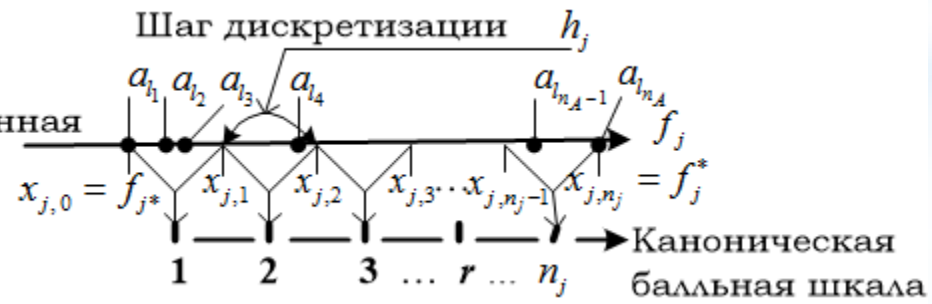 Шаг дискретизации h_j
a_{l_1} a_{l_2} a_{l_3} a_{l_4} a_{l_{n_A-1}} a_{l_{n_A}}
нная f_j
x_{j,0} = f_{j*} x_{j,1} x_{j,2} x_{j,3} ... x_{j,n_j-1} x_{j,n_j} = f_j^*
Каноническая
1 2 3 ... r ... n_j балльная шкала